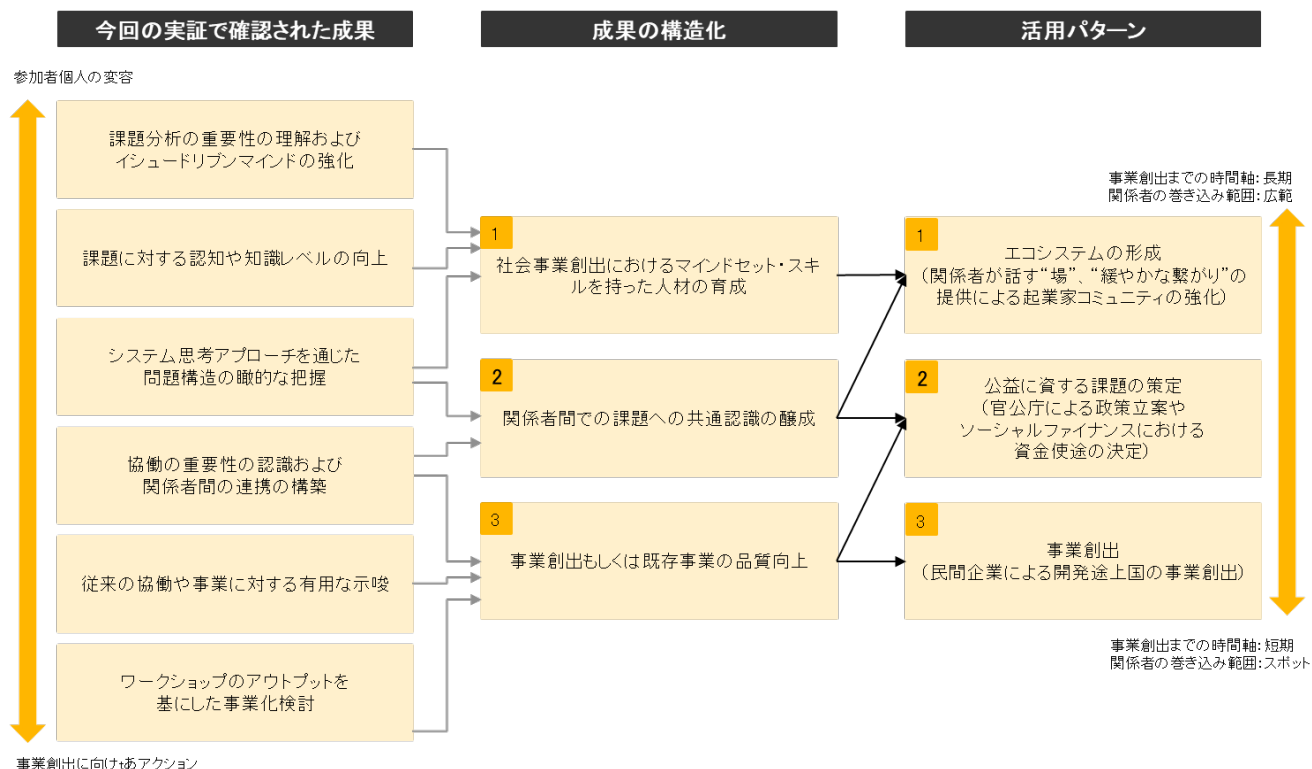 今回の実証で確認された成果
成果の構造化
活用パターン
参加者個人の変容
課題分析の重要性の理解および
イシュードリブンマインドの強化
課題に対する認知や知識レベルの向上
システム思考アプローチを通じた
問題構造の瞰的な把握
協働の重要性の認識および
関係者間の連携の構築
従来の協働や事業に対する有用な示唆
ワークショップのアウトプットを
基にした事業化検討
事業創出に向けtあアクション
1
社会事業創出におけるマインドセット・スキ
ルを持った人材の育成
2
関係者間での課題への共通認識の醸成
3
事業創出もしくは既存事業の品質向上
事業創出までの時間軸：長期
関係者の巻き込み範囲：広範
1
エコシステムの形成
（関係者が話す“場”、“緩やかな繋がり”の
提供による起業家コミュニティの強化）
2
公益に資する課題の策定
（官公庁による政策立案や
ソーシャルファイナンスにおける
資金使途の決定）
3
事業創出
（民間企業による開発途上国の事業創出）
事業創出までの時間軸：短期
関係者の巻き込み範囲：スポット